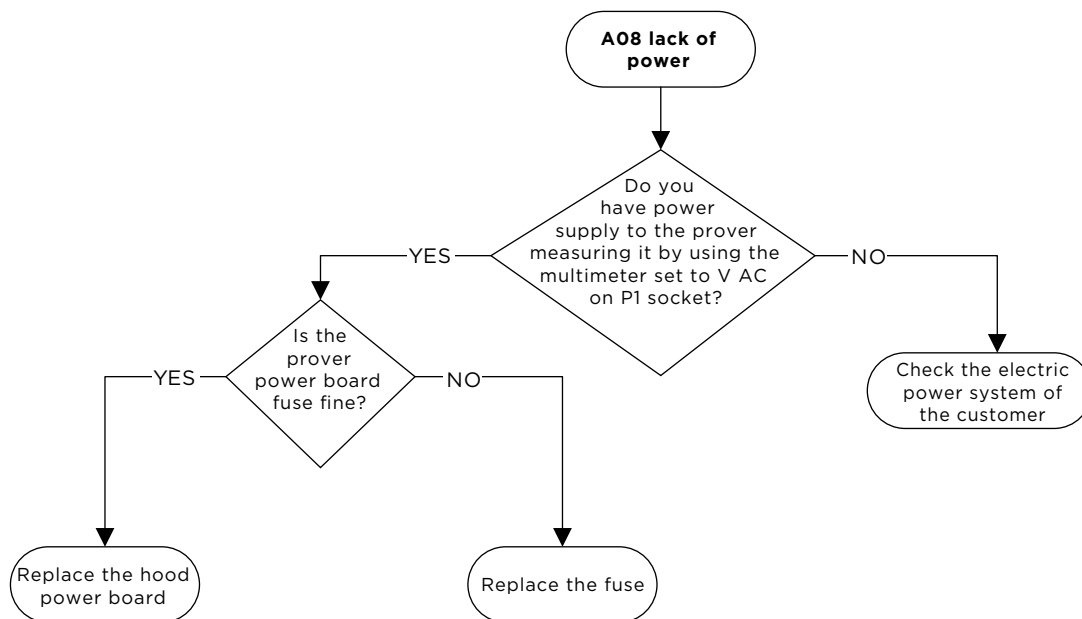 A08 lack of
power
Do you
have power
supply to the prover
measuring it by using the
multimeter set to V AC
on P1 socket?
YES
NO
Is the
prover
power board
fuse fine?
YES
NO
Check the electric
power system of
the customer
Replace the hood
power board
Replace the fuse